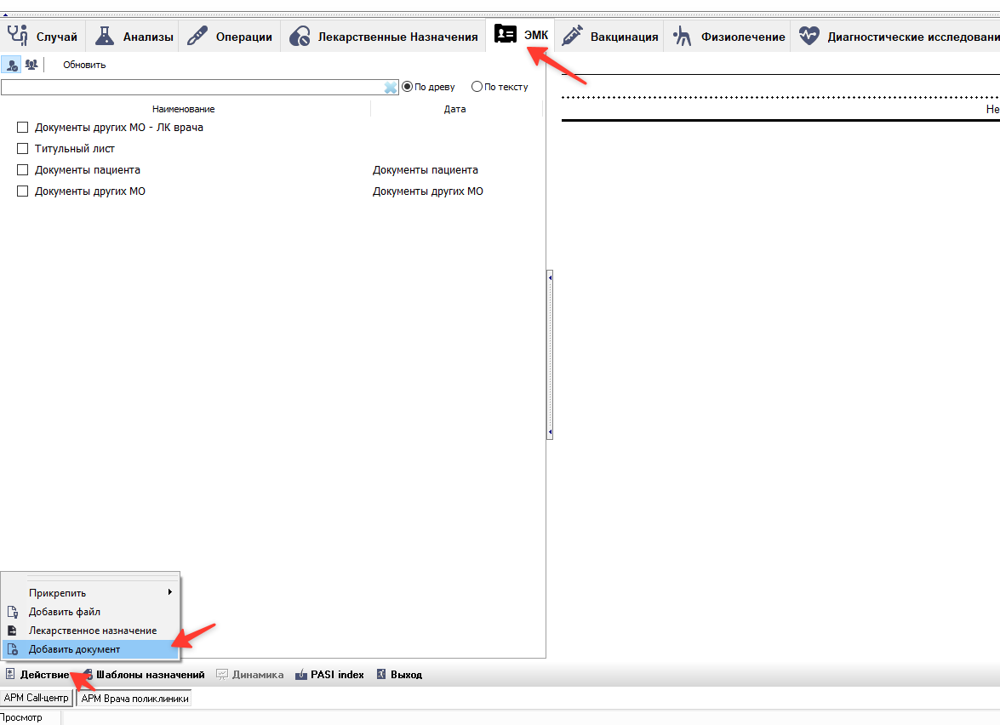 Случай Анализы Операции Лекарственные Назначения ЭМК Вакцинация Физиолечение Диагностические исследовани
Обновить
По древу По тексту
Наименование Дата
Не
Документы других МО - ЛК врача
Титульный лист
Документы пациента Документы пациента
Документы других МО Документы других МО
Прикрепить
Добавить файл
Лекарственное назначение
Добавить документ
Действие Шаблоны назначений Динамика PASI index Выход
АРМ Call-центр АРМ Врача поликлиники
Просмотр